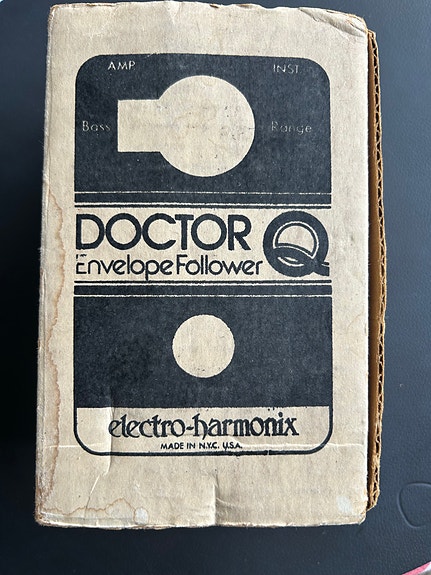 AMP. INST.
Bass Range
DOCTOR Q
Envelope Follower
electro-harmonix
MADE IN N.Y.C. U.S.A.